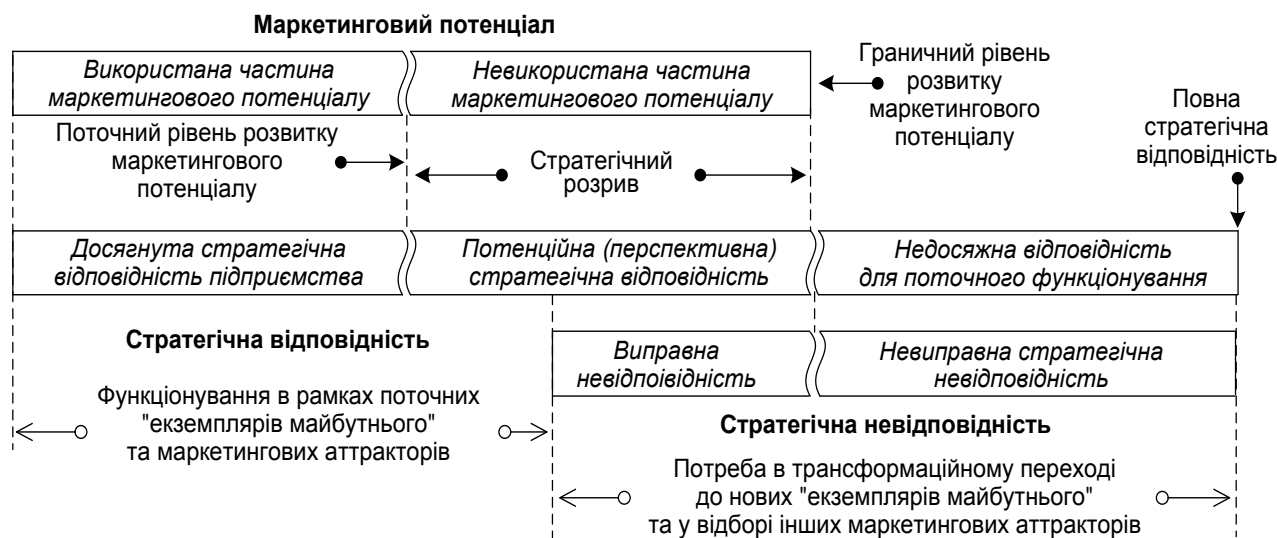 Маркетинговий потенціал
Використана частина
маркетингового потенціалу
Невикористана частина
маркетингового потенціалу
Граничний рівень
розвитку
маркетингового
потенціалу
Повна
стратегічна
відповідність
Поточний рівень розвитку
маркетингового
потенціалу
Стратегічний
розрив
Досягнута стратегічна
відповідність підприємства
Потенційна (перспективна)
стратегічна відповідність
Недосяжна відповідність
для поточного функціонування
Стратегічна відповідність
Виправна
невідпоівідність
Невиправна стратегічна
невідповідність
Функціонування в рамках поточних
"екземплярів майбутнього"
та маркетингових аттракторів
Стратегічна невідповідність
Потреба в трансформаційному переході
до нових "екземплярів майбутнього"
та у відборі інших маркетингових аттракторів